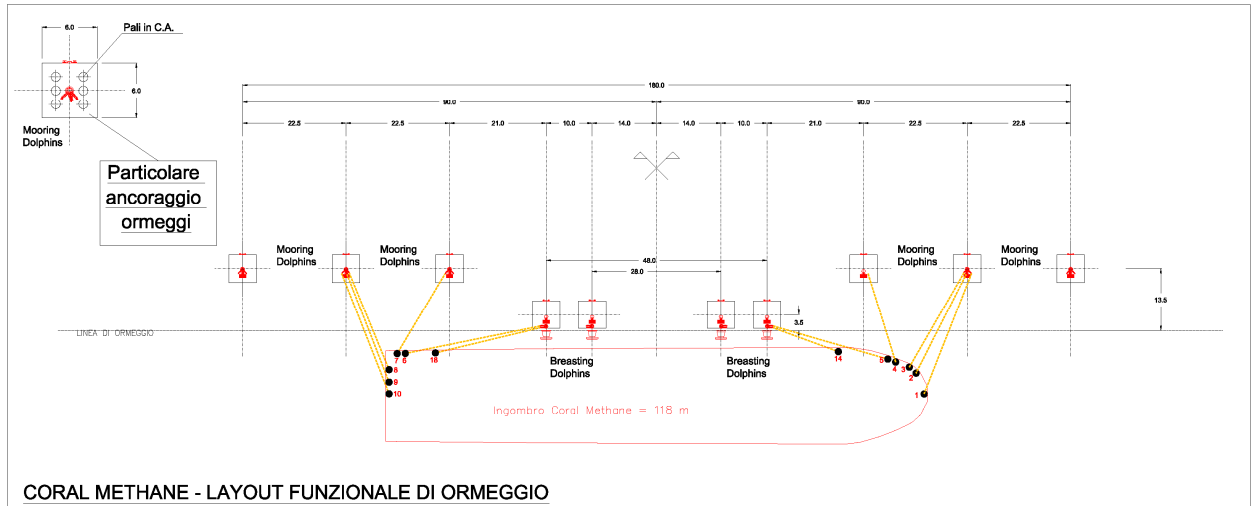 6.0
Pali in C.A.
6.0
Mooring
Dolphins
Particolare
ancoraggio
ormeggi
180.0
90.0
90.0
22.5
22.5
21.0
10.0
14.0
14.0
10.0
21.0
22.5
22.5
Mooring
Dolphins
Mooring
Dolphins
Mooring
Dolphins
Mooring
Dolphins
48.0
28.0
13.5
3.5
LINEA DI ORMEGGIO
Breasting
Dolphins
Breasting
Dolphins
7
6
18
14
5
4
3
2
8
9
10
1
Ingombro Coral Methane = 118 m
CORAL METHANE - LAYOUT FUNZIONALE DI ORMEGGIO